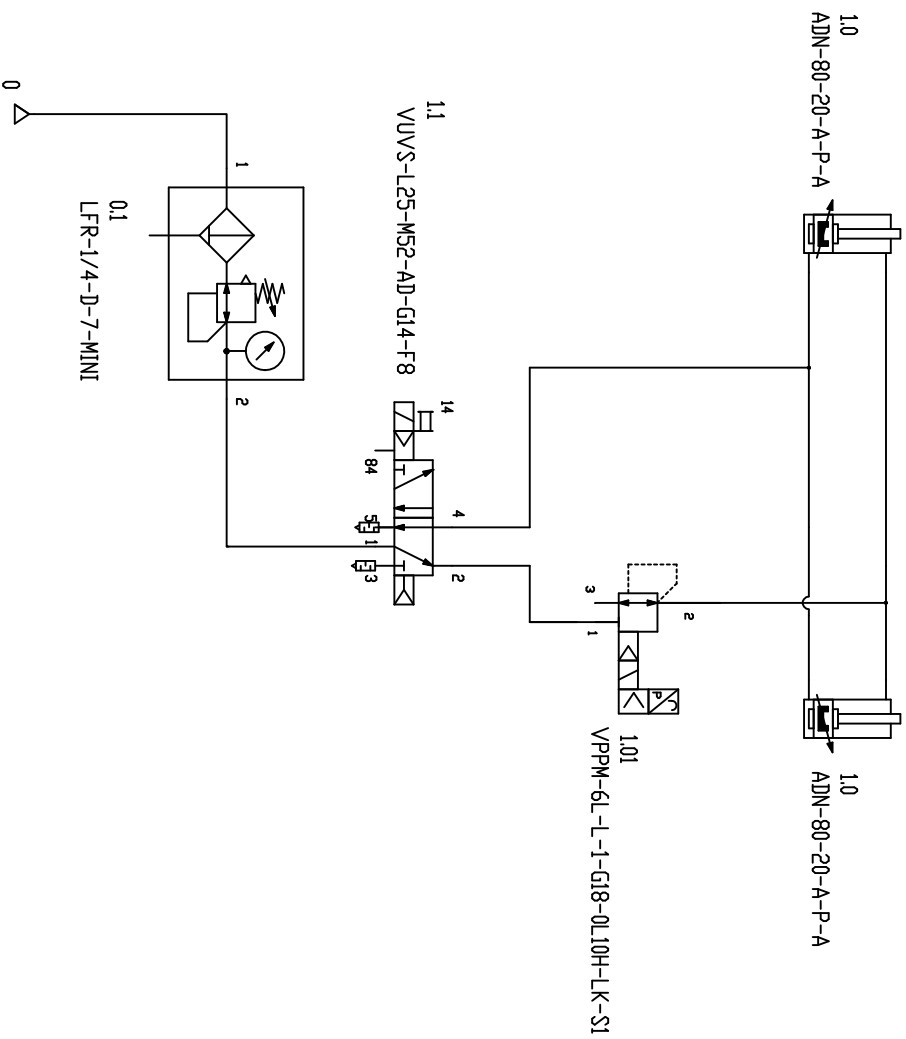 1.0
ADN-80-20-A-P-A
1.0
ADN-80-20-A-P-A
2
3
1
P
U
1.01
VPPM-6L-L-1-G18-0L10H-LK-S1
1.1
VUVS-L25-M52-AD-G14-F8
14
84
4
2
5
1
3
1
2
0.1
LFR-1/4-D-7-MINI
0